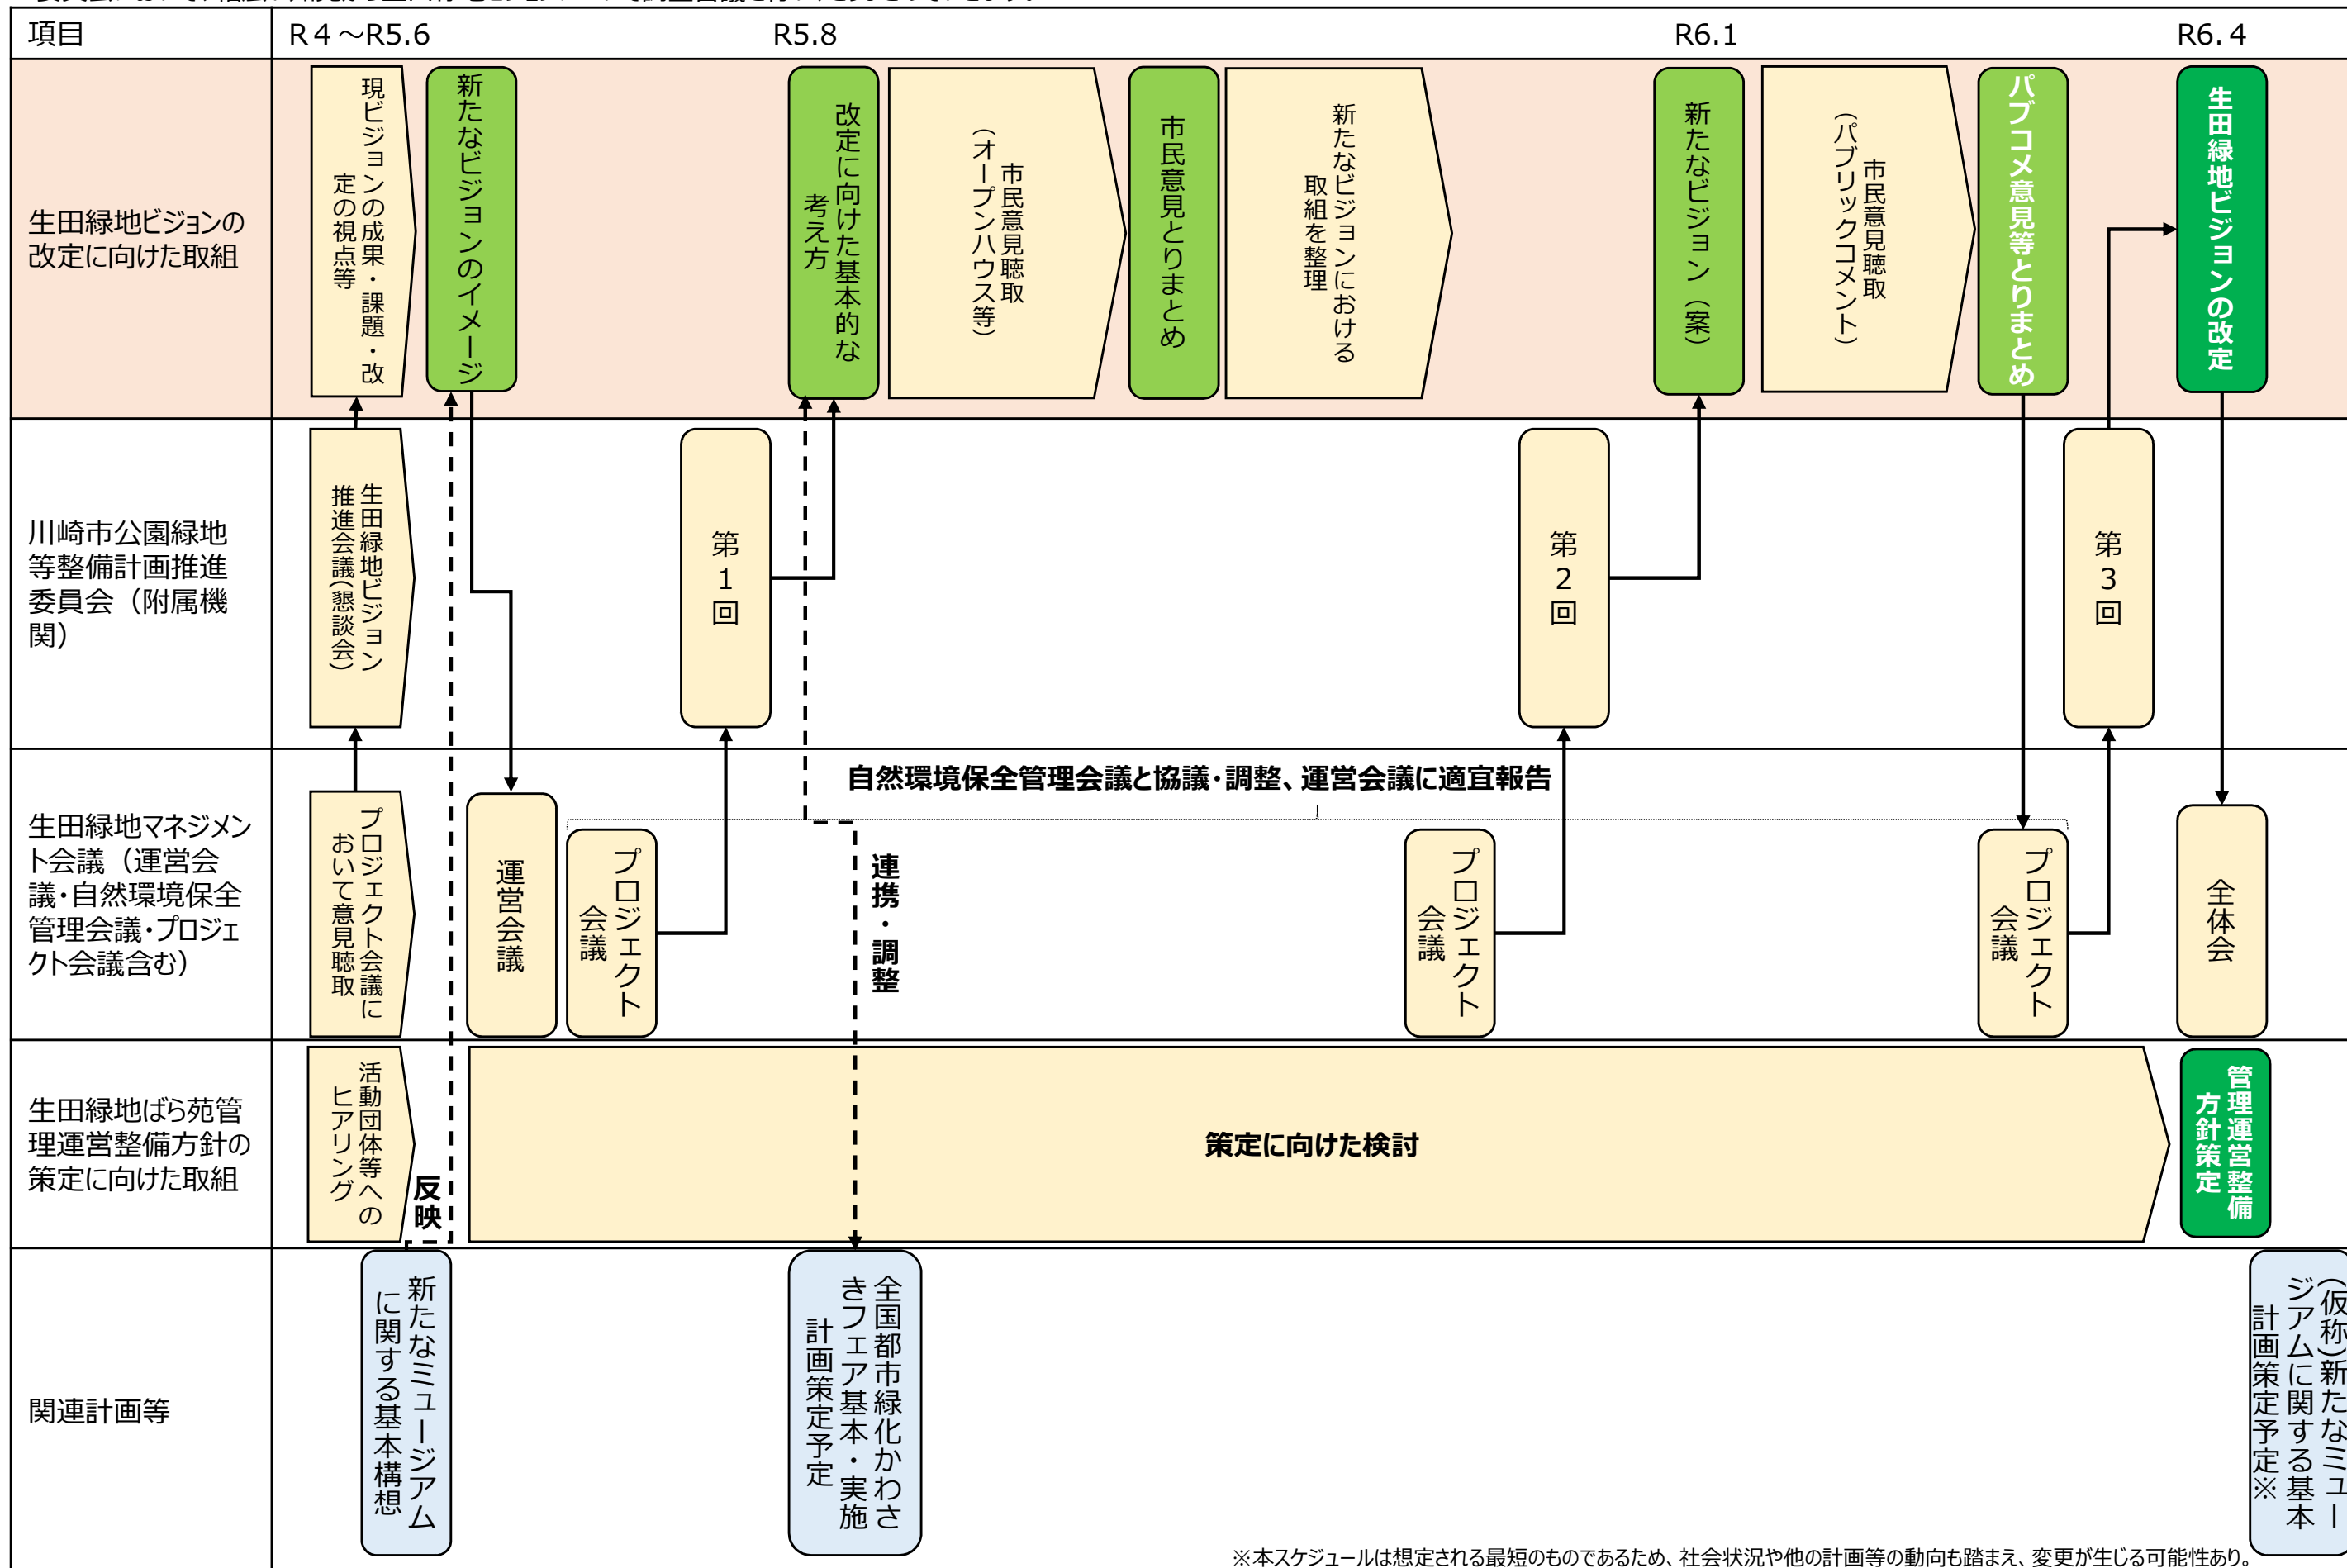 項目
R４～R5.6
R5.8
R6.1
R6.４
生田緑地ビジョンの
改定に向けた取組
現ビジョンの成果・課題・改
定の視点等
新たなビジョンのイメージ
改定に向けた基本的な
考え方
市民意見聴取
（オープンハウス等）
市民意見とりまとめ
新たなビジョンにおける
取組を整理
新たなビジョン（案）
市民意見聴取
（パブリックコメント）
パブコメ意見等とりまとめ
生田緑地ビジョンの改定
川崎市公園緑地
等整備計画推進
委員会（附属機
関）
生田緑地ビジョン
推進会議(懇談会)
第１回
第２回
第３回
生田緑地マネジメン
ト会議（運営会
議・自然環境保全
管理会議・プロジェ
クト会議含む）
自然環境保全管理会議と協議・調整、運営会議に適宜報告
プロジェクト会議に
おいて意見聴取
運営会議
プロジェクト
会議
連携・調整
プロジェクト
会議
プロジェクト
会議
全体会
生田緑地ばら苑管
理運営整備方針の
策定に向けた取組
活動団体等への
ヒアリング
反映
策定に向けた検討
管理運営整備
方針策定
関連計画等
新たなミュージアム
に関する基本構想
全国都市緑化かわさ
きフェア基本・実施
計画策定予定
（仮称）新たなミュー
ジアムに関する基本
計画策定予定※
※本スケジュールは想定される最短のものであるため、社会状況や他の計画等の動向も踏まえ、変更が生じる可能性あり。